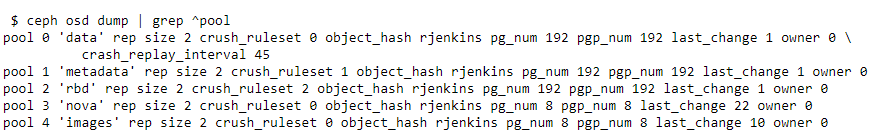 $ ceph osd dump | grep ^pool
pool 0 'data' rep size 2 crush_ruleset 0 object_hash rjenkins pg_num 192 pgp_num 192 last_change 1 owner 0 \
crash_replay_interval 45
pool 1 'metadata' rep size 2 crush_ruleset 1 object_hash rjenkins pg_num 192 pgp_num 192 last_change 1 owner 0
pool 2 'rbd' rep size 2 crush_ruleset 2 object_hash rjenkins pg_num 192 pgp_num 192 last_change 1 owner 0
pool 3 'nova' rep size 2 crush_ruleset 0 object_hash rjenkins pg_num 8 pgp_num 8 last_change 22 owner 0
pool 4 'images' rep size 2 crush_ruleset 0 object_hash rjenkins pg_num 8 pgp_num 8 last_change 10 owner 0